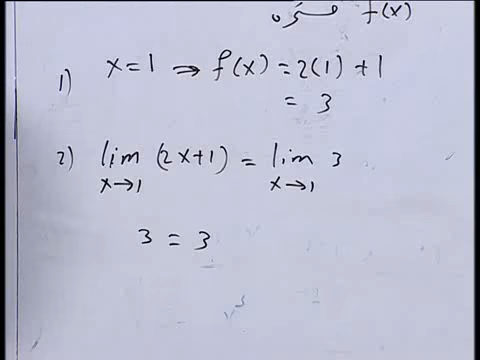 f(x)
1) x=1 ⇒ f(x) = 2(1) + 1
= 3
2) lim (2x+1) = lim 3
x→1 x→1
3 = 3